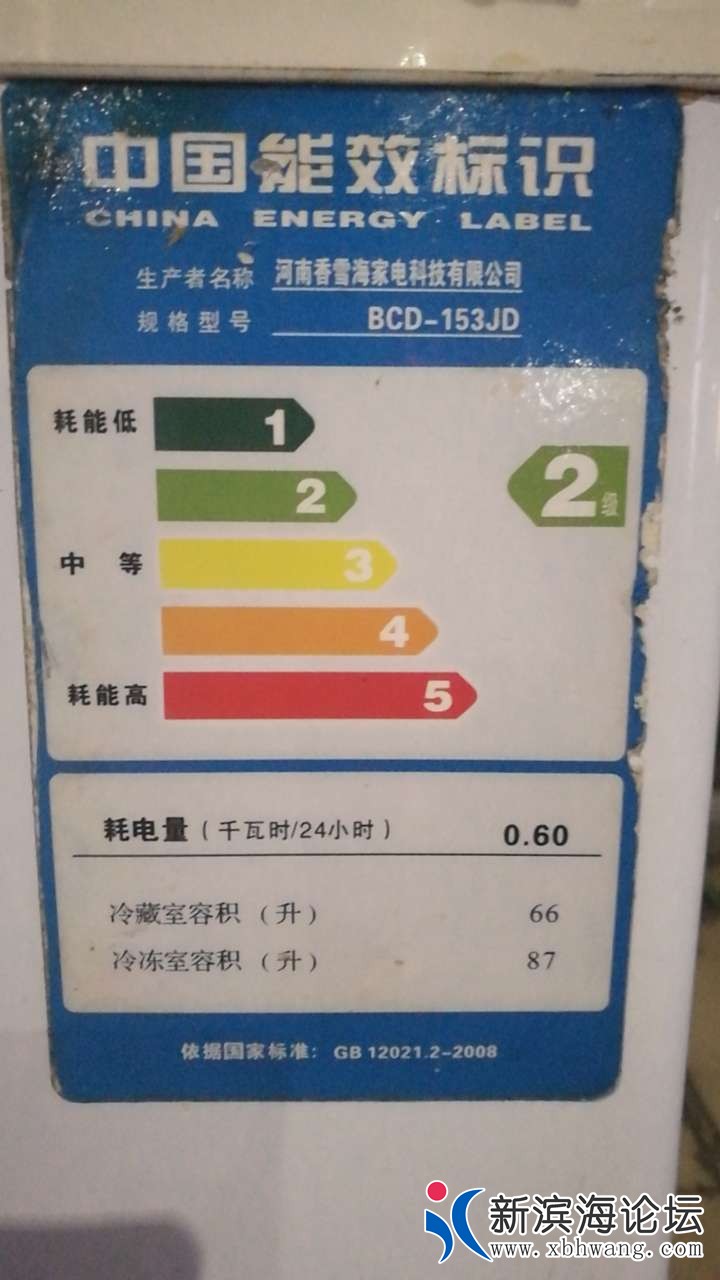 中国能效标识
CHINA ENERGY LABEL
生产者名称 河南香雪海家电科技有限公司
规格型号 BCD-153JD
耗能低 1
2 2级
中等 3
4
耗能高 5
耗电量（千瓦时/24小时） 0.60
冷藏室容积（升） 66
冷冻室容积（升） 87
依据国家标准：GB 12021.2-2008
新滨海论坛
www.xbhwang.com